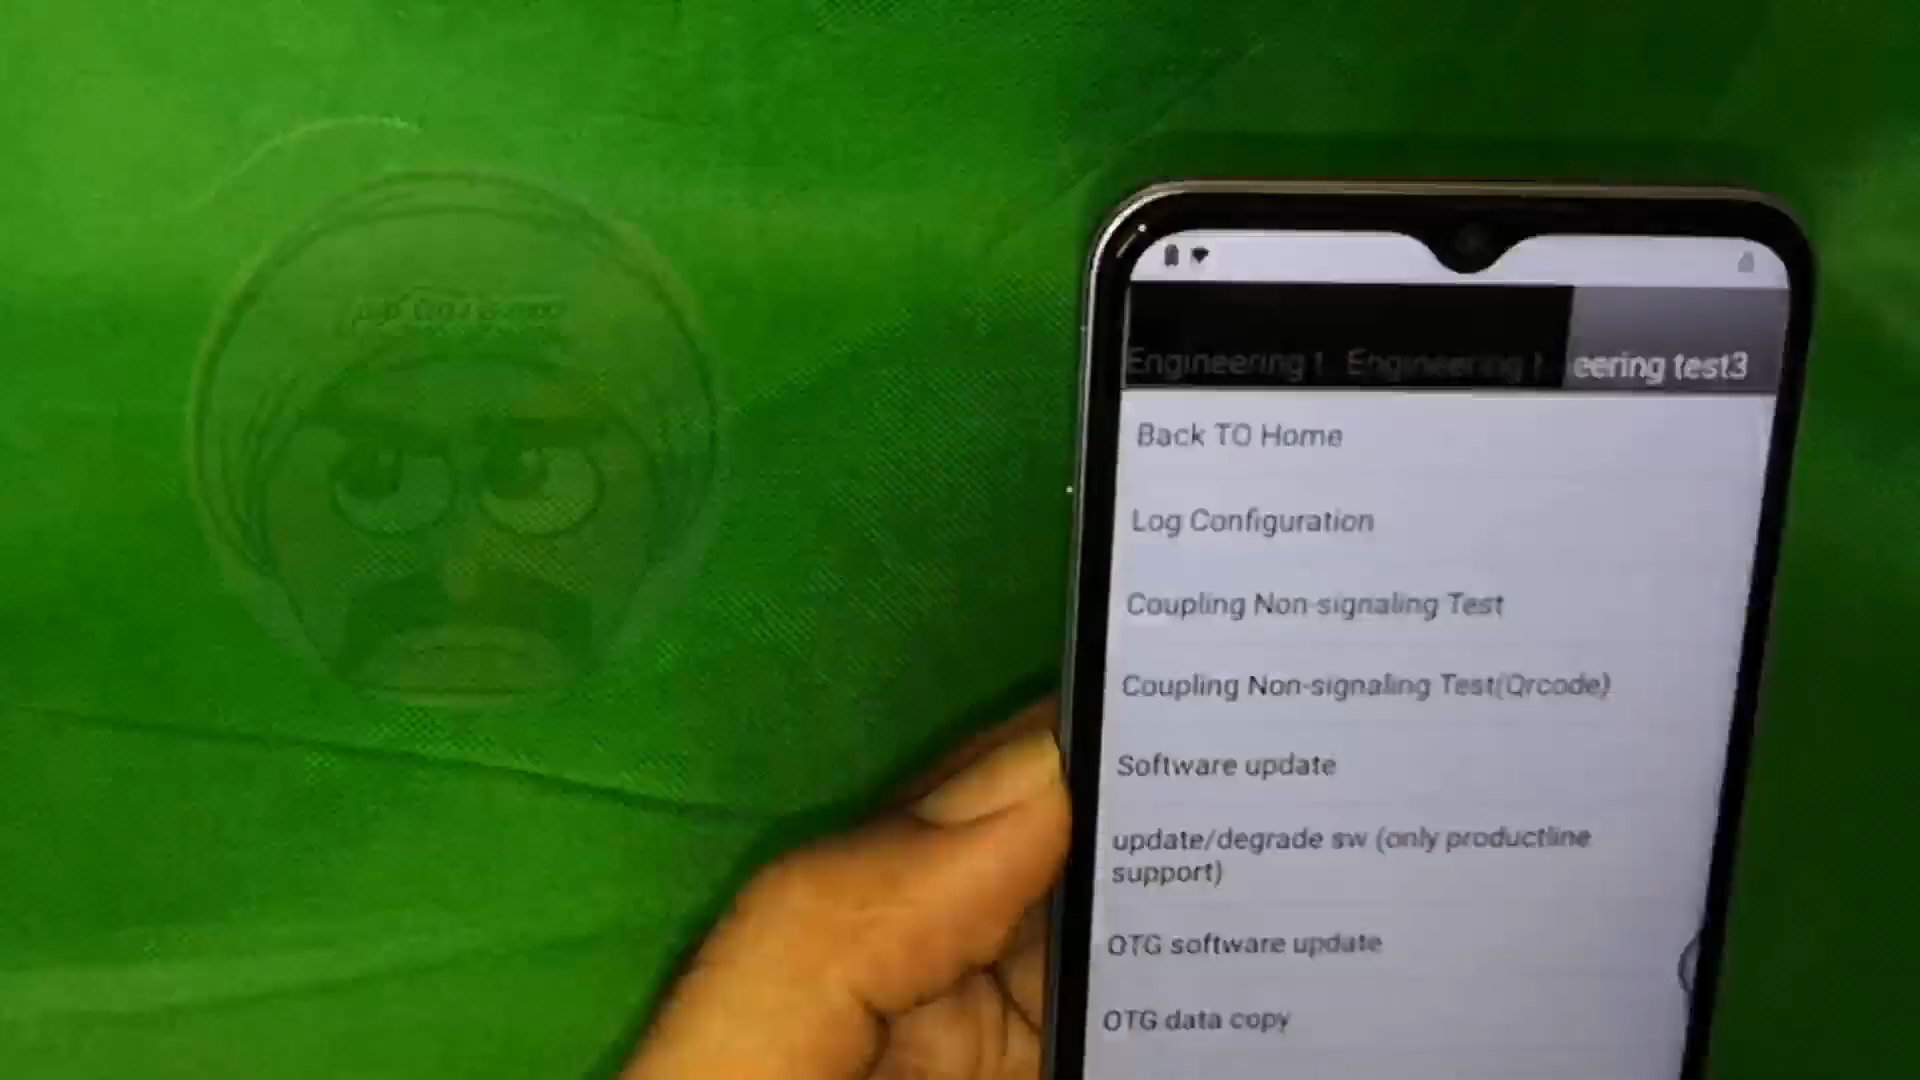 Engineering t Engineering t eering test3
Back TO Home
Log Configuration
Coupling Non-signaling Test
Coupling Non-signaling Test(Qrcode)
Software update
update/degrade sw (only productline
support)
OTG software update
OTG data copy